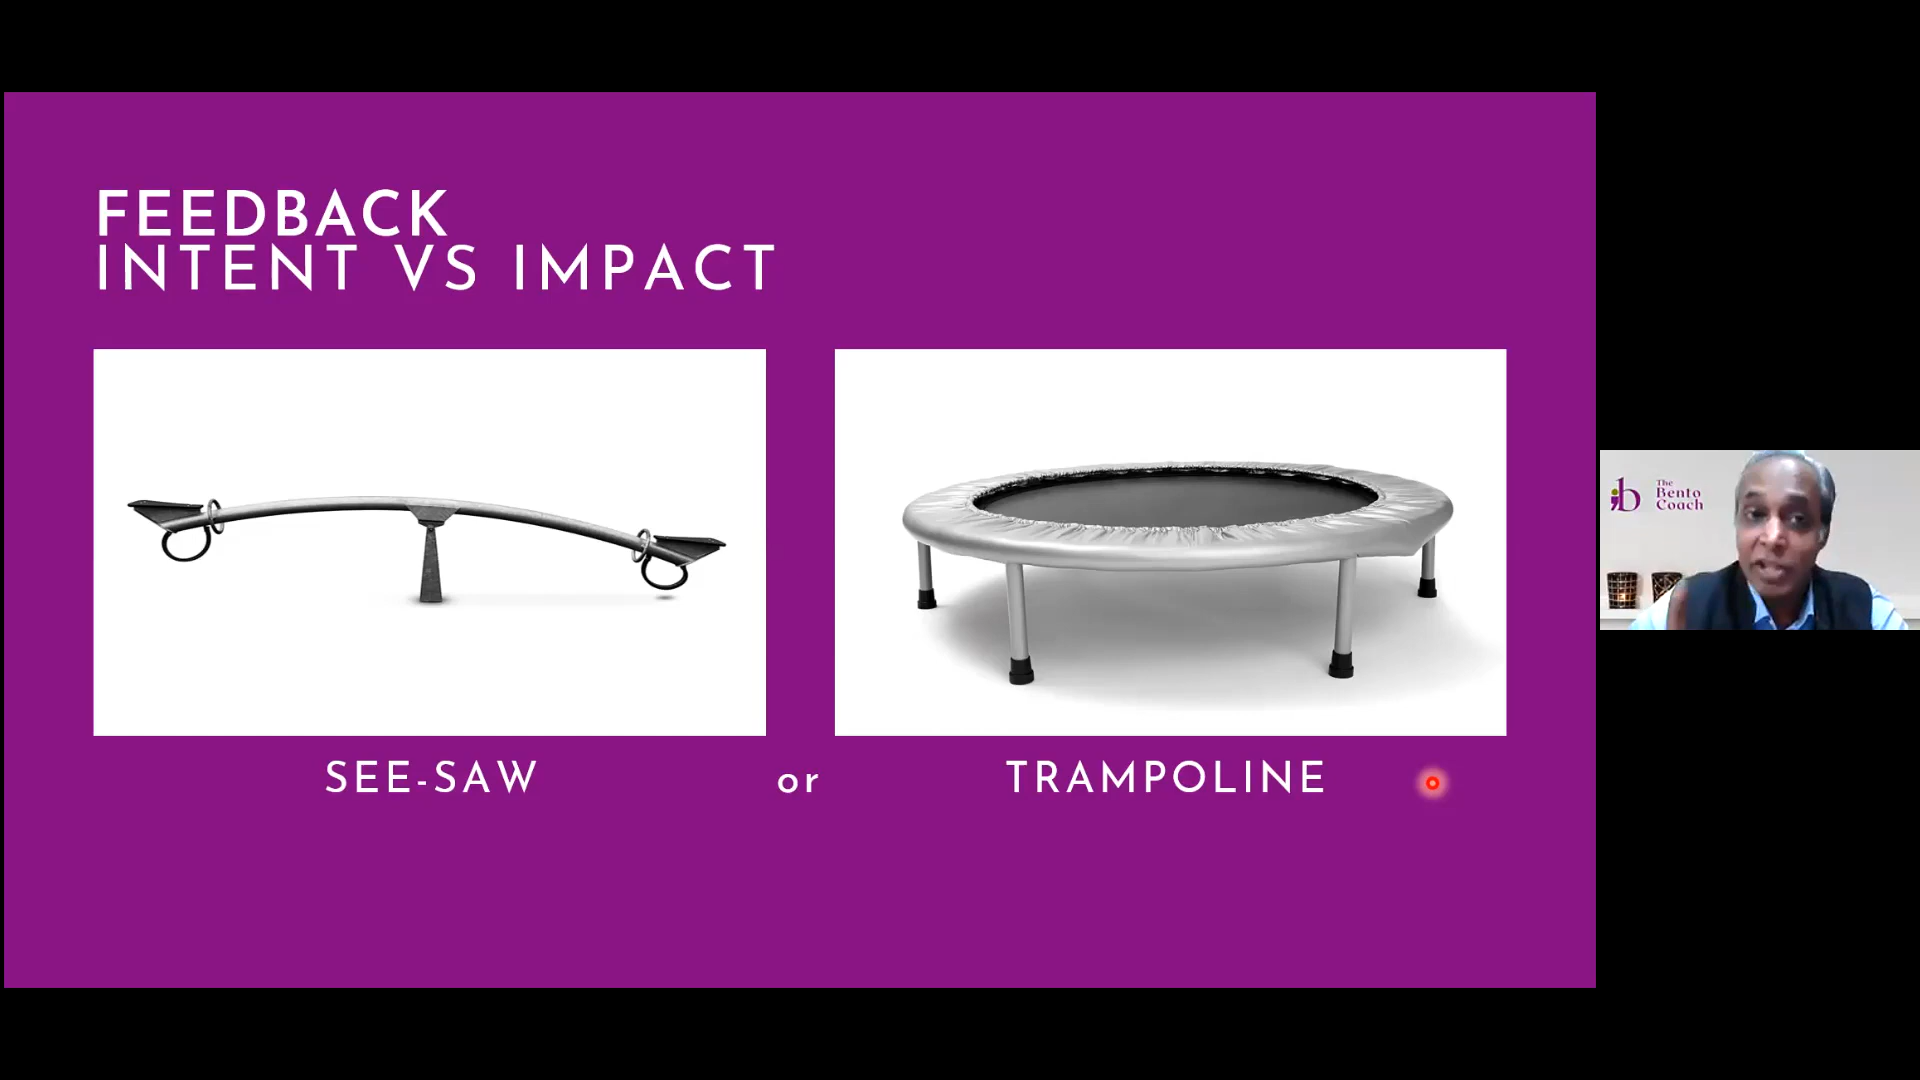 FEEDBACK
INTENT VS IMPACT
SEE-SAW
or
TRAMPOLINE
b
The
Bento
Coach